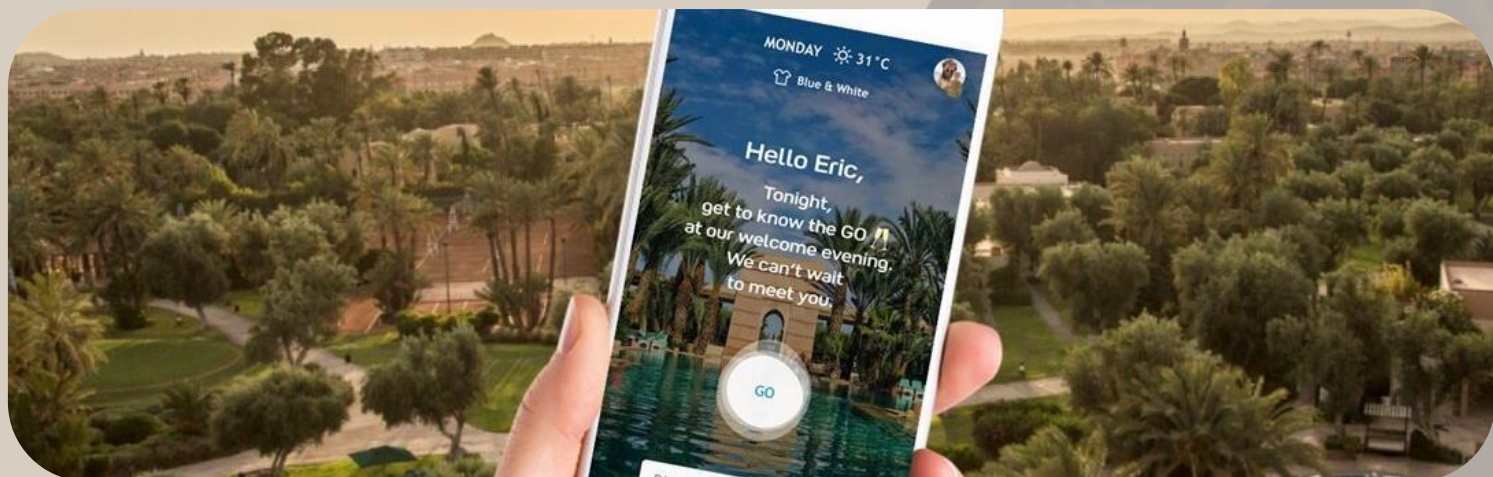 MONDAY 31°C
Blue & White
Hello Eric,
Tonight,
get to know the GO 🥂
at our welcome evening.
We can't wait
to meet you.
GO